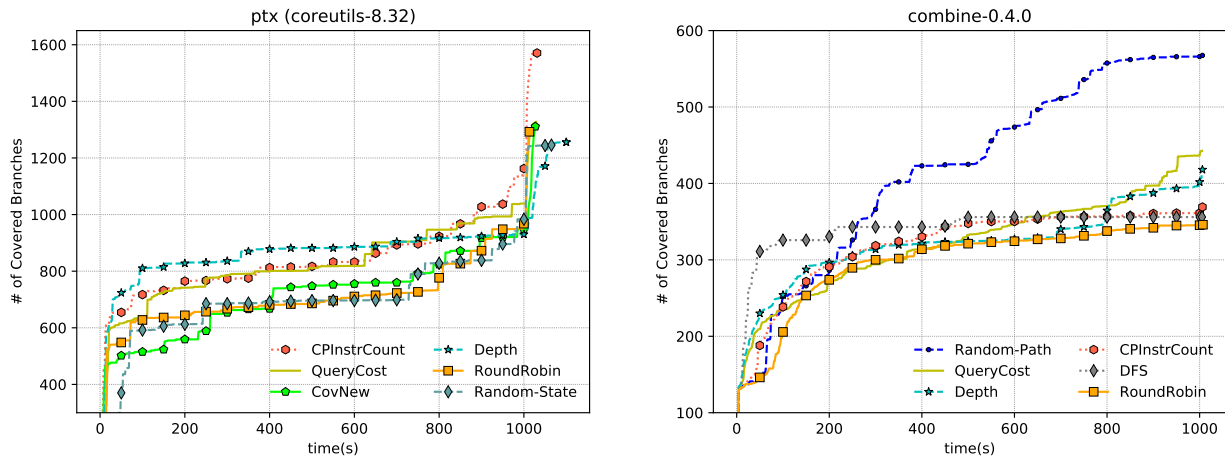 ptx (coreutils-8.32)
# of Covered Branches
1600
1400
1200
1000
800
600
400
0
200
400
600
800
1000
time(s)
CPInstrCount
QueryCost
CovNew
Depth
RoundRobin
Random-State
combine-0.4.0
# of Covered Branches
600
500
400
300
200
100
0
200
400
600
800
1000
time(s)
Random-Path
QueryCost
Depth
CPInstrCount
DFS
RoundRobin